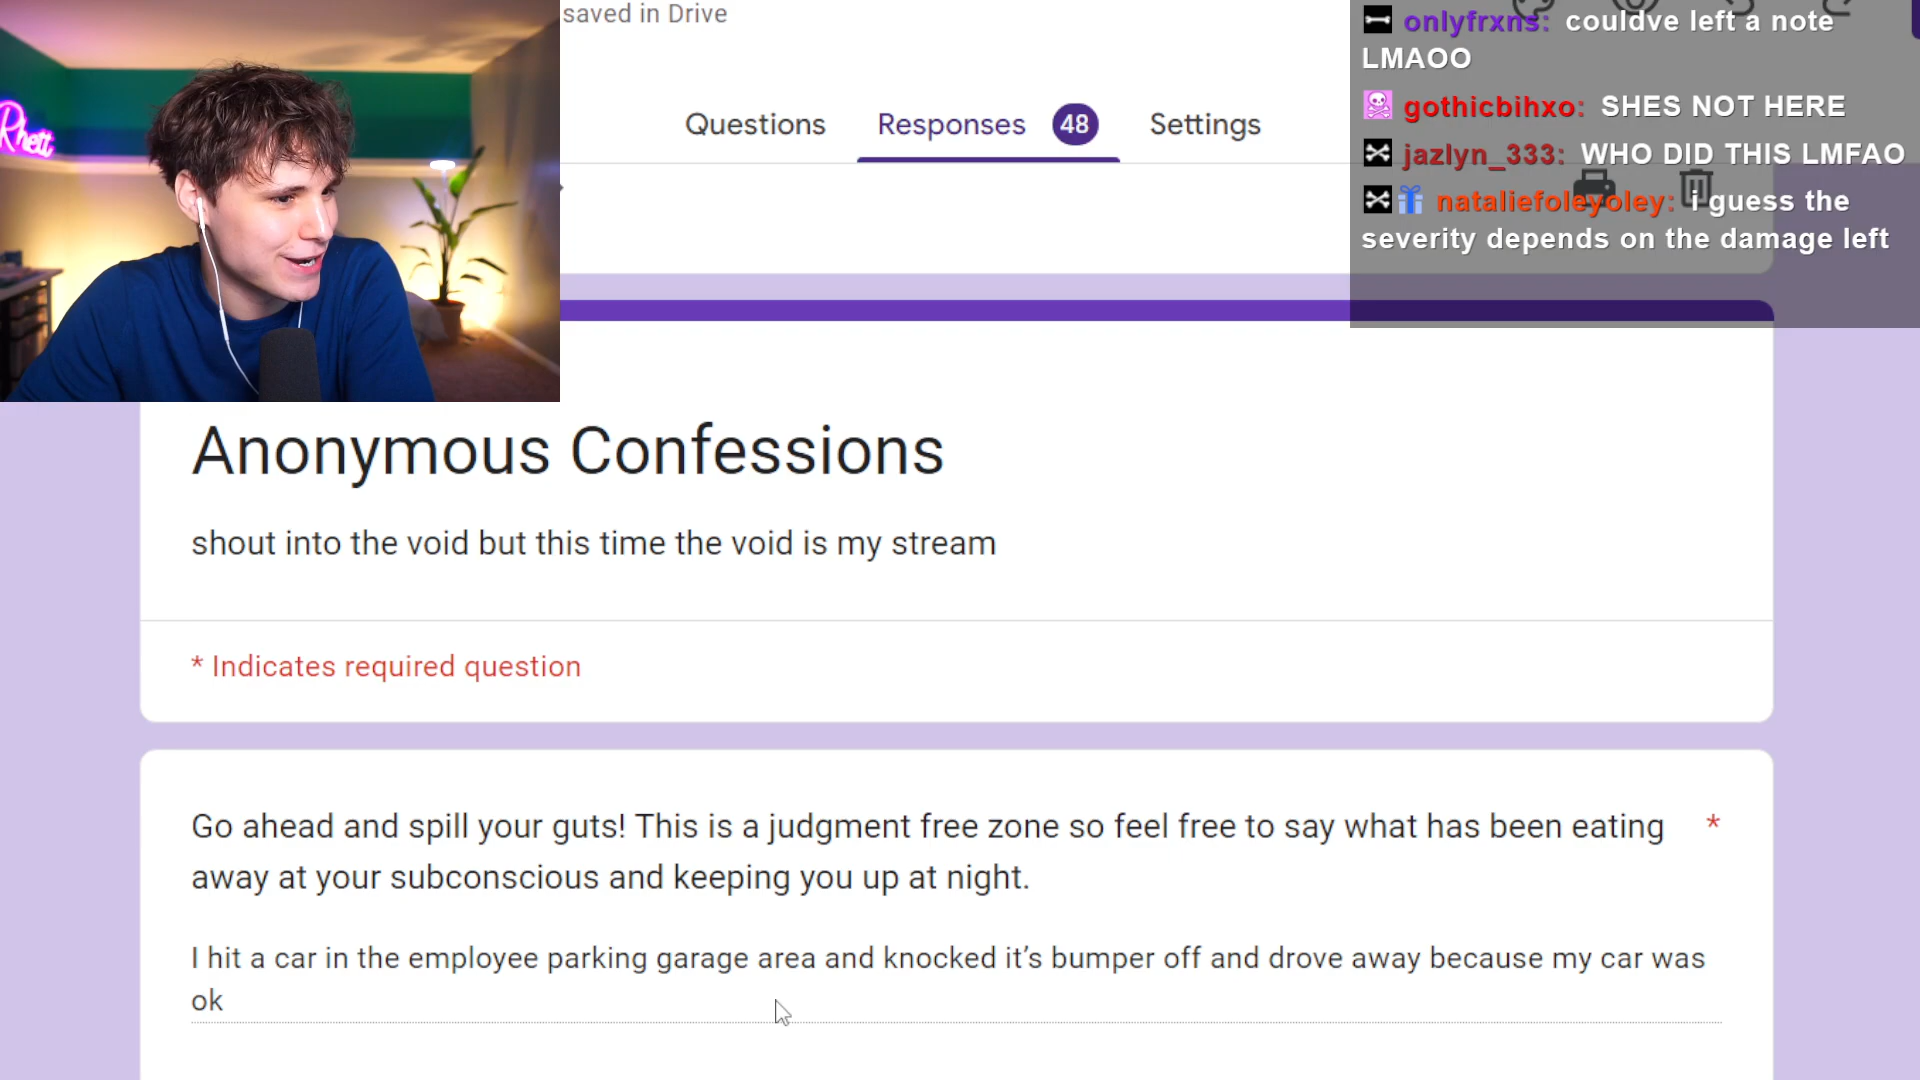 saved in Drive
Rhett
Questions Responses 48 Settings
onlyfrxns: couldve left a note
LMAOO
gothicbihxo: SHES NOT HERE
jazlyn_333: WHO DID THIS LMFAO
nataliefoleyoley: i guess the
severity depends on the damage left
Anonymous Confessions
shout into the void but this time the void is my stream
* Indicates required question
Go ahead and spill your guts! This is a judgment free zone so feel free to say what has been eating *
away at your subconscious and keeping you up at night.
I hit a car in the employee parking garage area and knocked it’s bumper off and drove away because my car was
ok